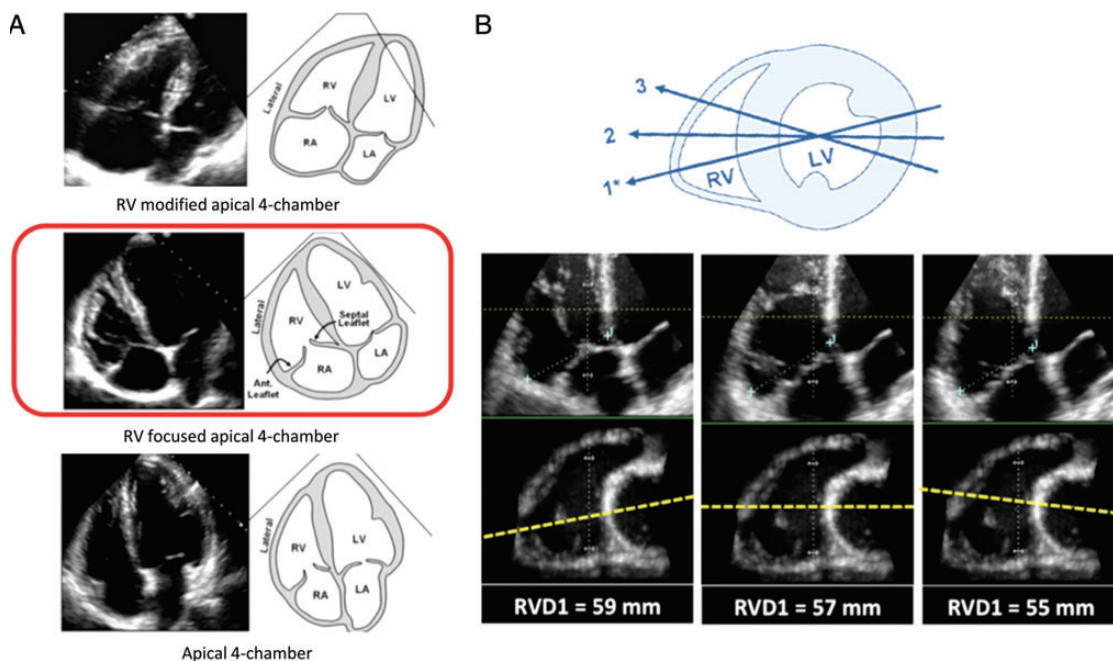 A
Lateral
RV
LV
RA
LA
RV modified apical 4-chamber
Lateral
LV
RV
Septal
Leaflet
LA
RA
Ant.
Leaflet
RV focused apical 4-chamber
Lateral
RV
LV
RA
LA
Apical 4-chamber
B
3
2
1*
RV
LV
RVD1 = 59 mm
RVD1 = 57 mm
RVD1 = 55 mm